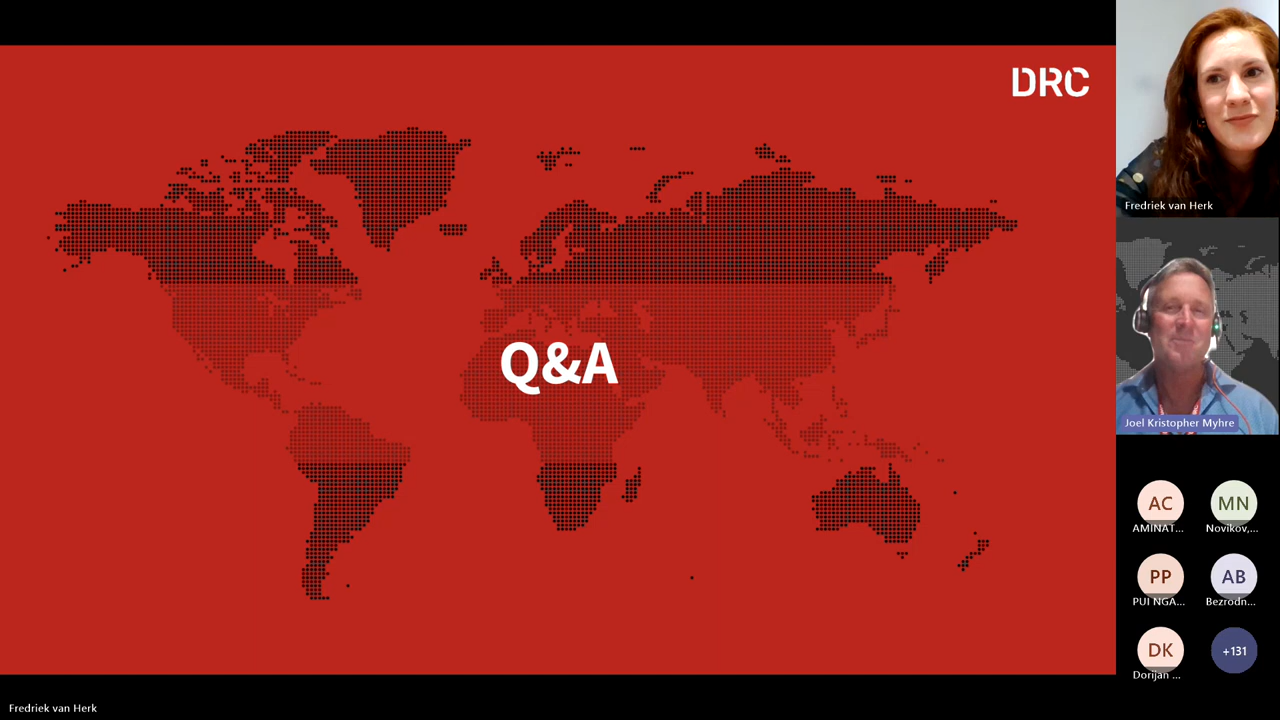 DRC
Q&A
Fredriek van Herk
Joel Kristopher Myhre
AC
AMINAT...
MN
Novikov,...
PP
PUI NGA...
AB
Bezrodn...
DK
Dorijan ...
+131
Fredriek van Herk